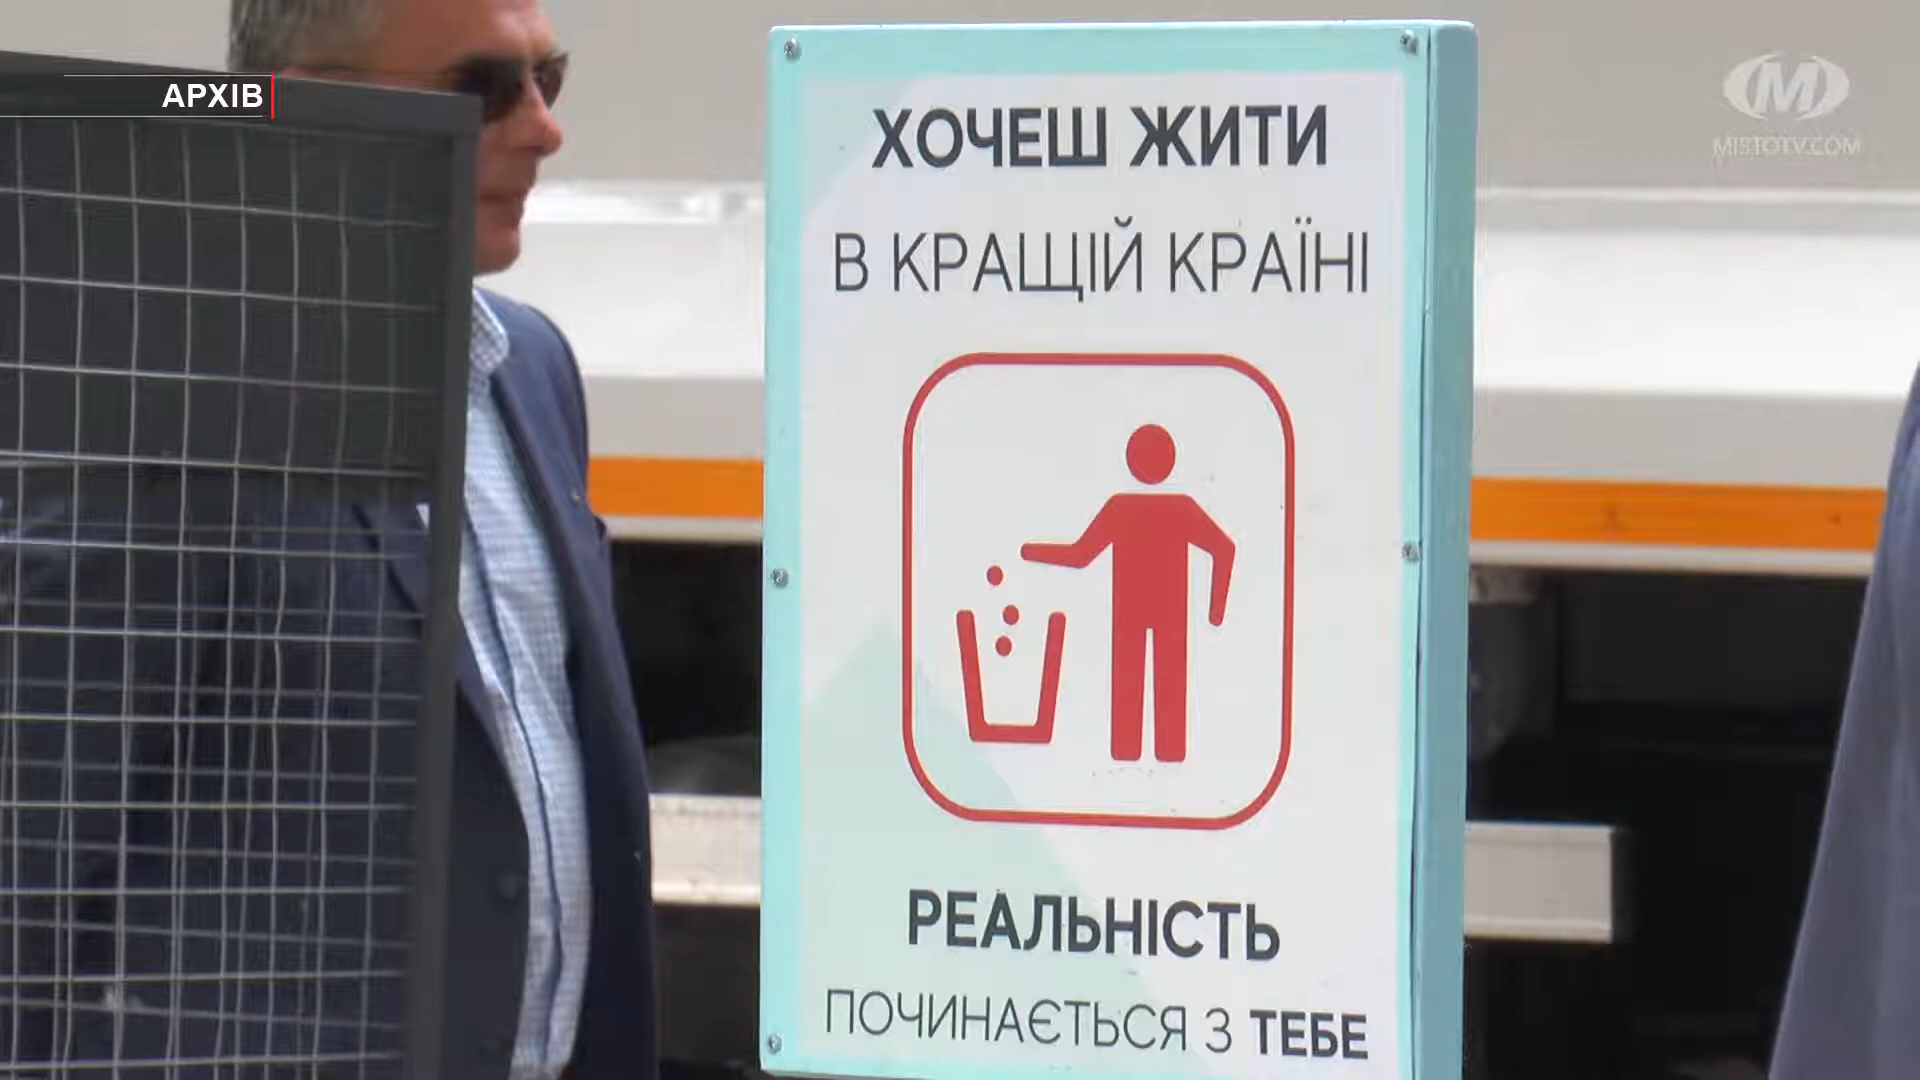 АРХІВ
MISTOTV.COM
ХОЧЕШ ЖИТИ
В КРАЩІЙ КРАЇНІ
РЕАЛЬНІСТЬ
ПОЧИНАЄТЬСЯ З ТЕБЕ